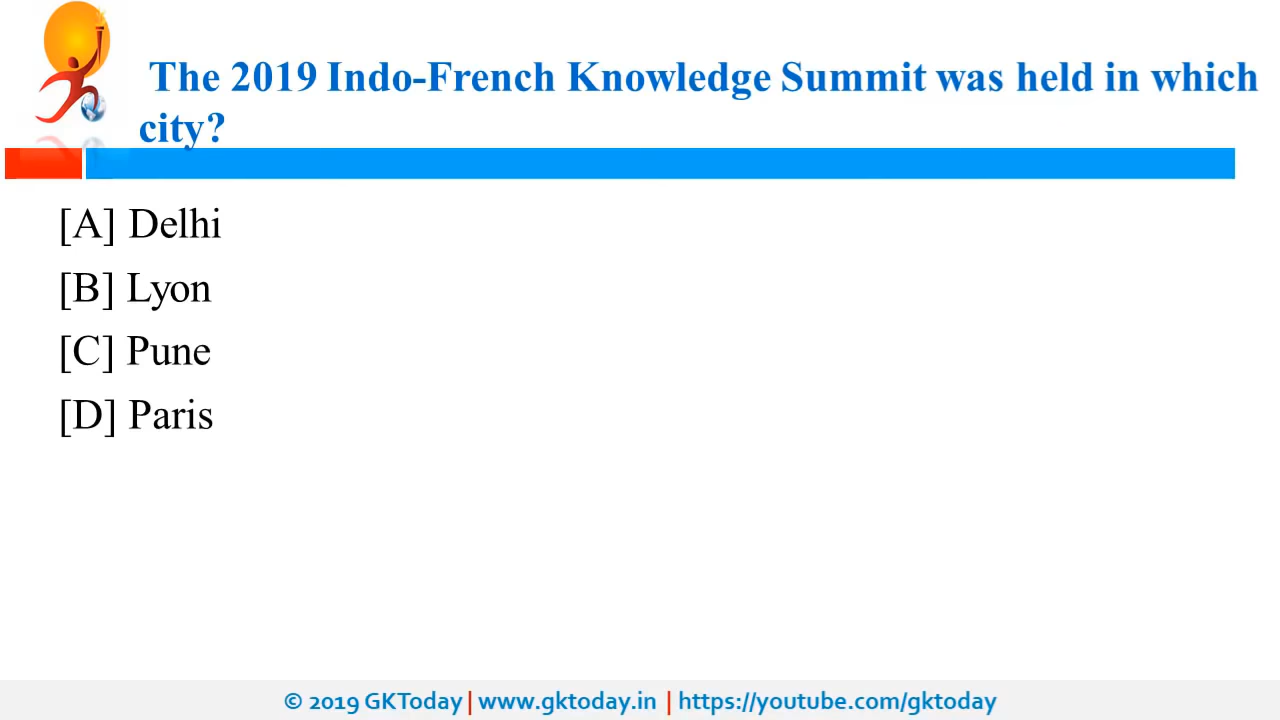 The 2019 Indo-French Knowledge Summit was held in which
city?
[A] Delhi
[B] Lyon
[C] Pune
[D] Paris
© 2019 GKToday | www.gktoday.in | https://youtube.com/gktoday